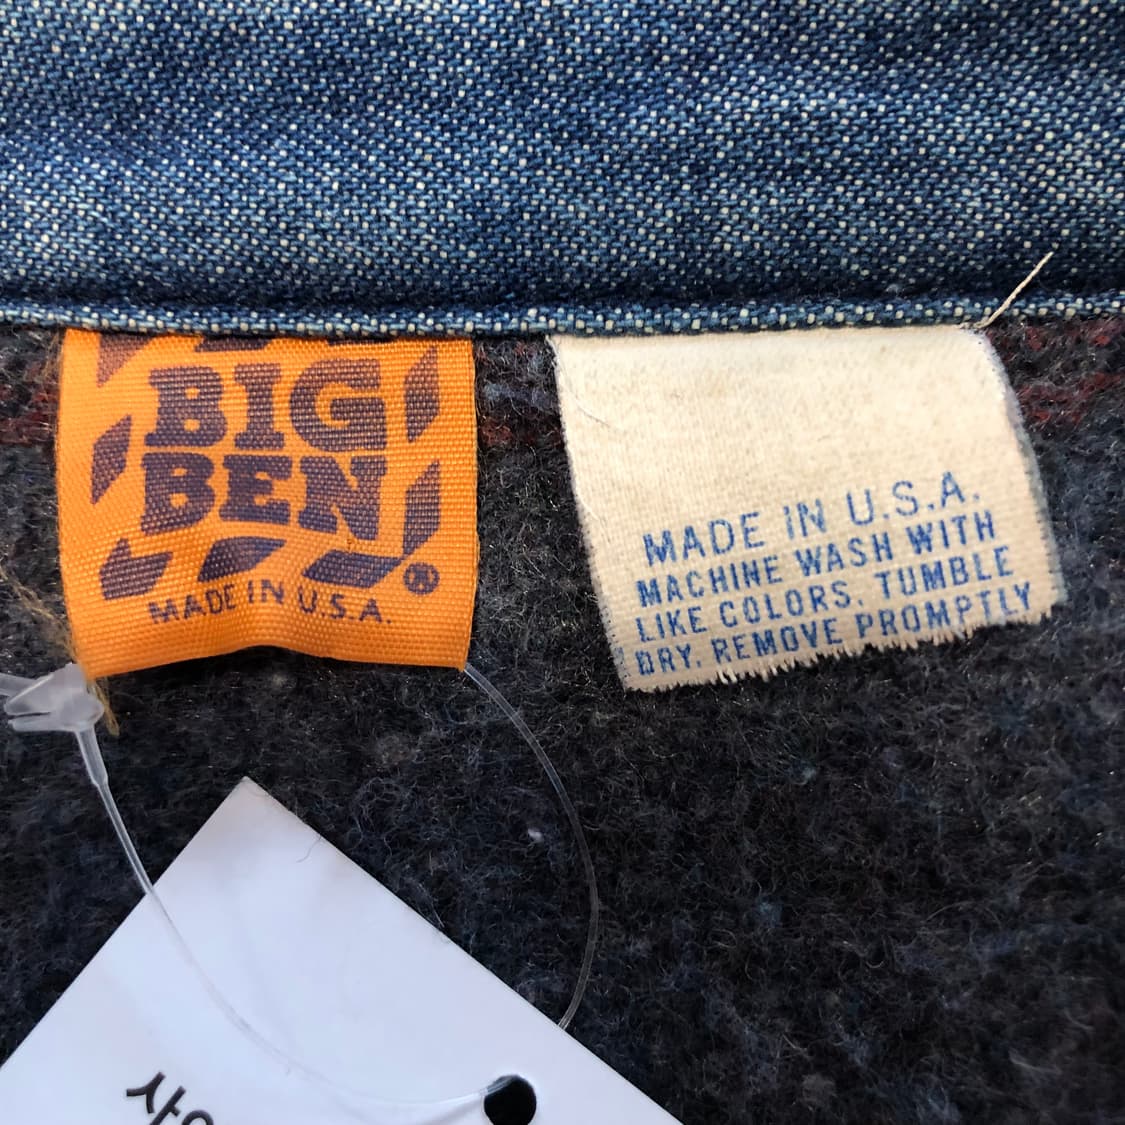 BIG
BEN
®
MADE IN U.S.A.
MADE IN U.S.A.
MACHINE WASH WITH
LIKE COLORS. TUMBLE
DRY. REMOVE PROMPTLY